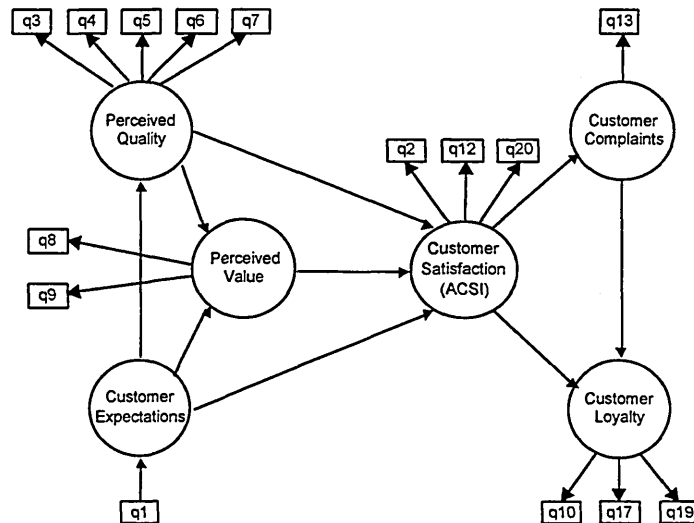 q3
q4
q5
q6
q7
q13
Perceived
Quality
Customer
Complaints
q2
q12
q20
q8
q9
Perceived
Value
Customer
Satisfaction
(ACSI)
Customer
Expectations
Customer
Loyalty
q1
q10
q17
q19